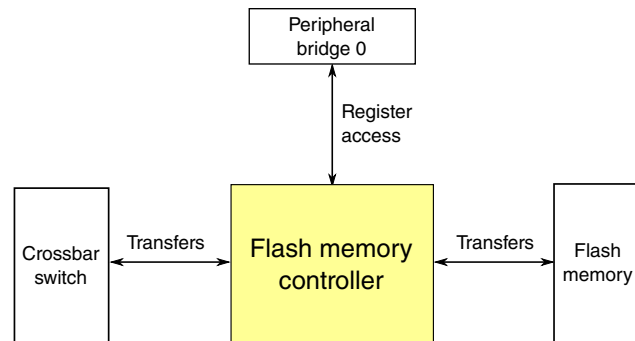 Peripheral
bridge 0
Register
access
Transfers
Transfers
Crossbar
switch
Flash memory
controller
Flash
memory